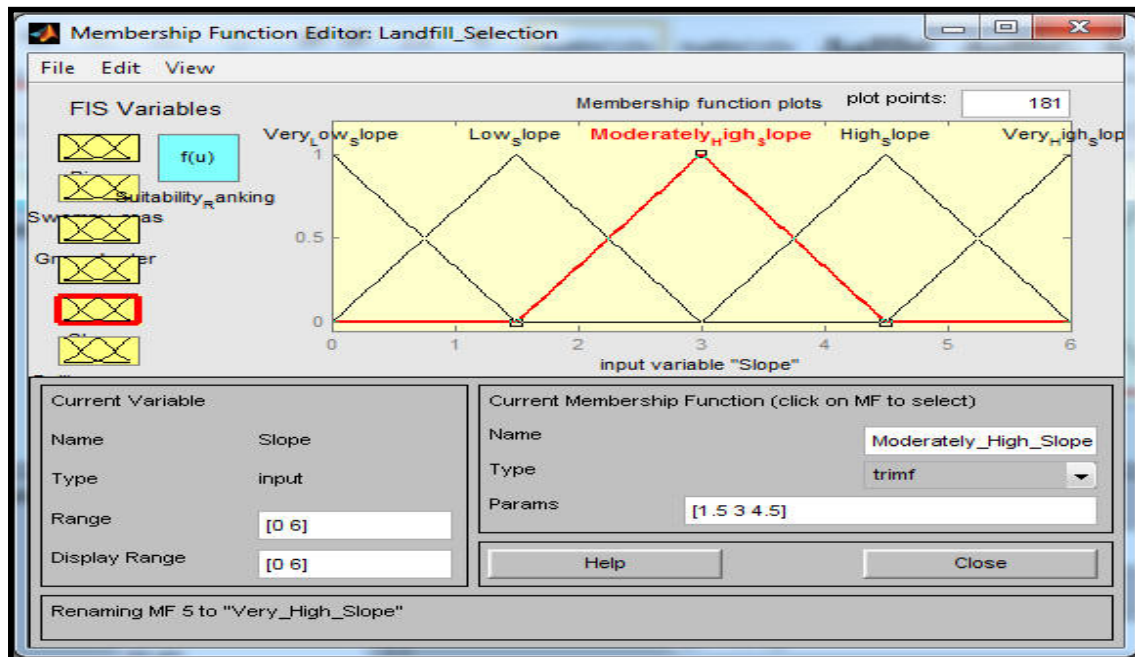 Membership Function Editor: Landfill_Selection
File Edit View
FIS Variables
Membership function plots plot points: 181
f(u)
Suitability_Ranking
Very_Low_Slope Low_Slope Moderately_High_Slope High_Slope Very_High_Slop
1
0.5
0
0 1 2 3 4 5 6
input variable "Slope"
Current Variable
Name Slope
Type input
Range [0 6]
Display Range [0 6]
Current Membership Function (click on MF to select)
Name Moderately_High_Slope
Type trimf
Params [1.5 3 4.5]
Help Close
Renaming MF 5 to "Very_High_Slope"